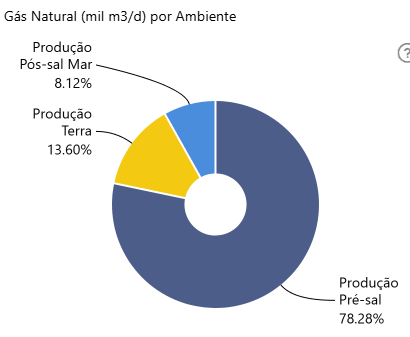 Gás Natural (mil m3/d) por Ambiente
Produção
Pós-sal Mar
8.12%
Produção
Terra
13.60%
Produção
Pré-sal
78.28%
?